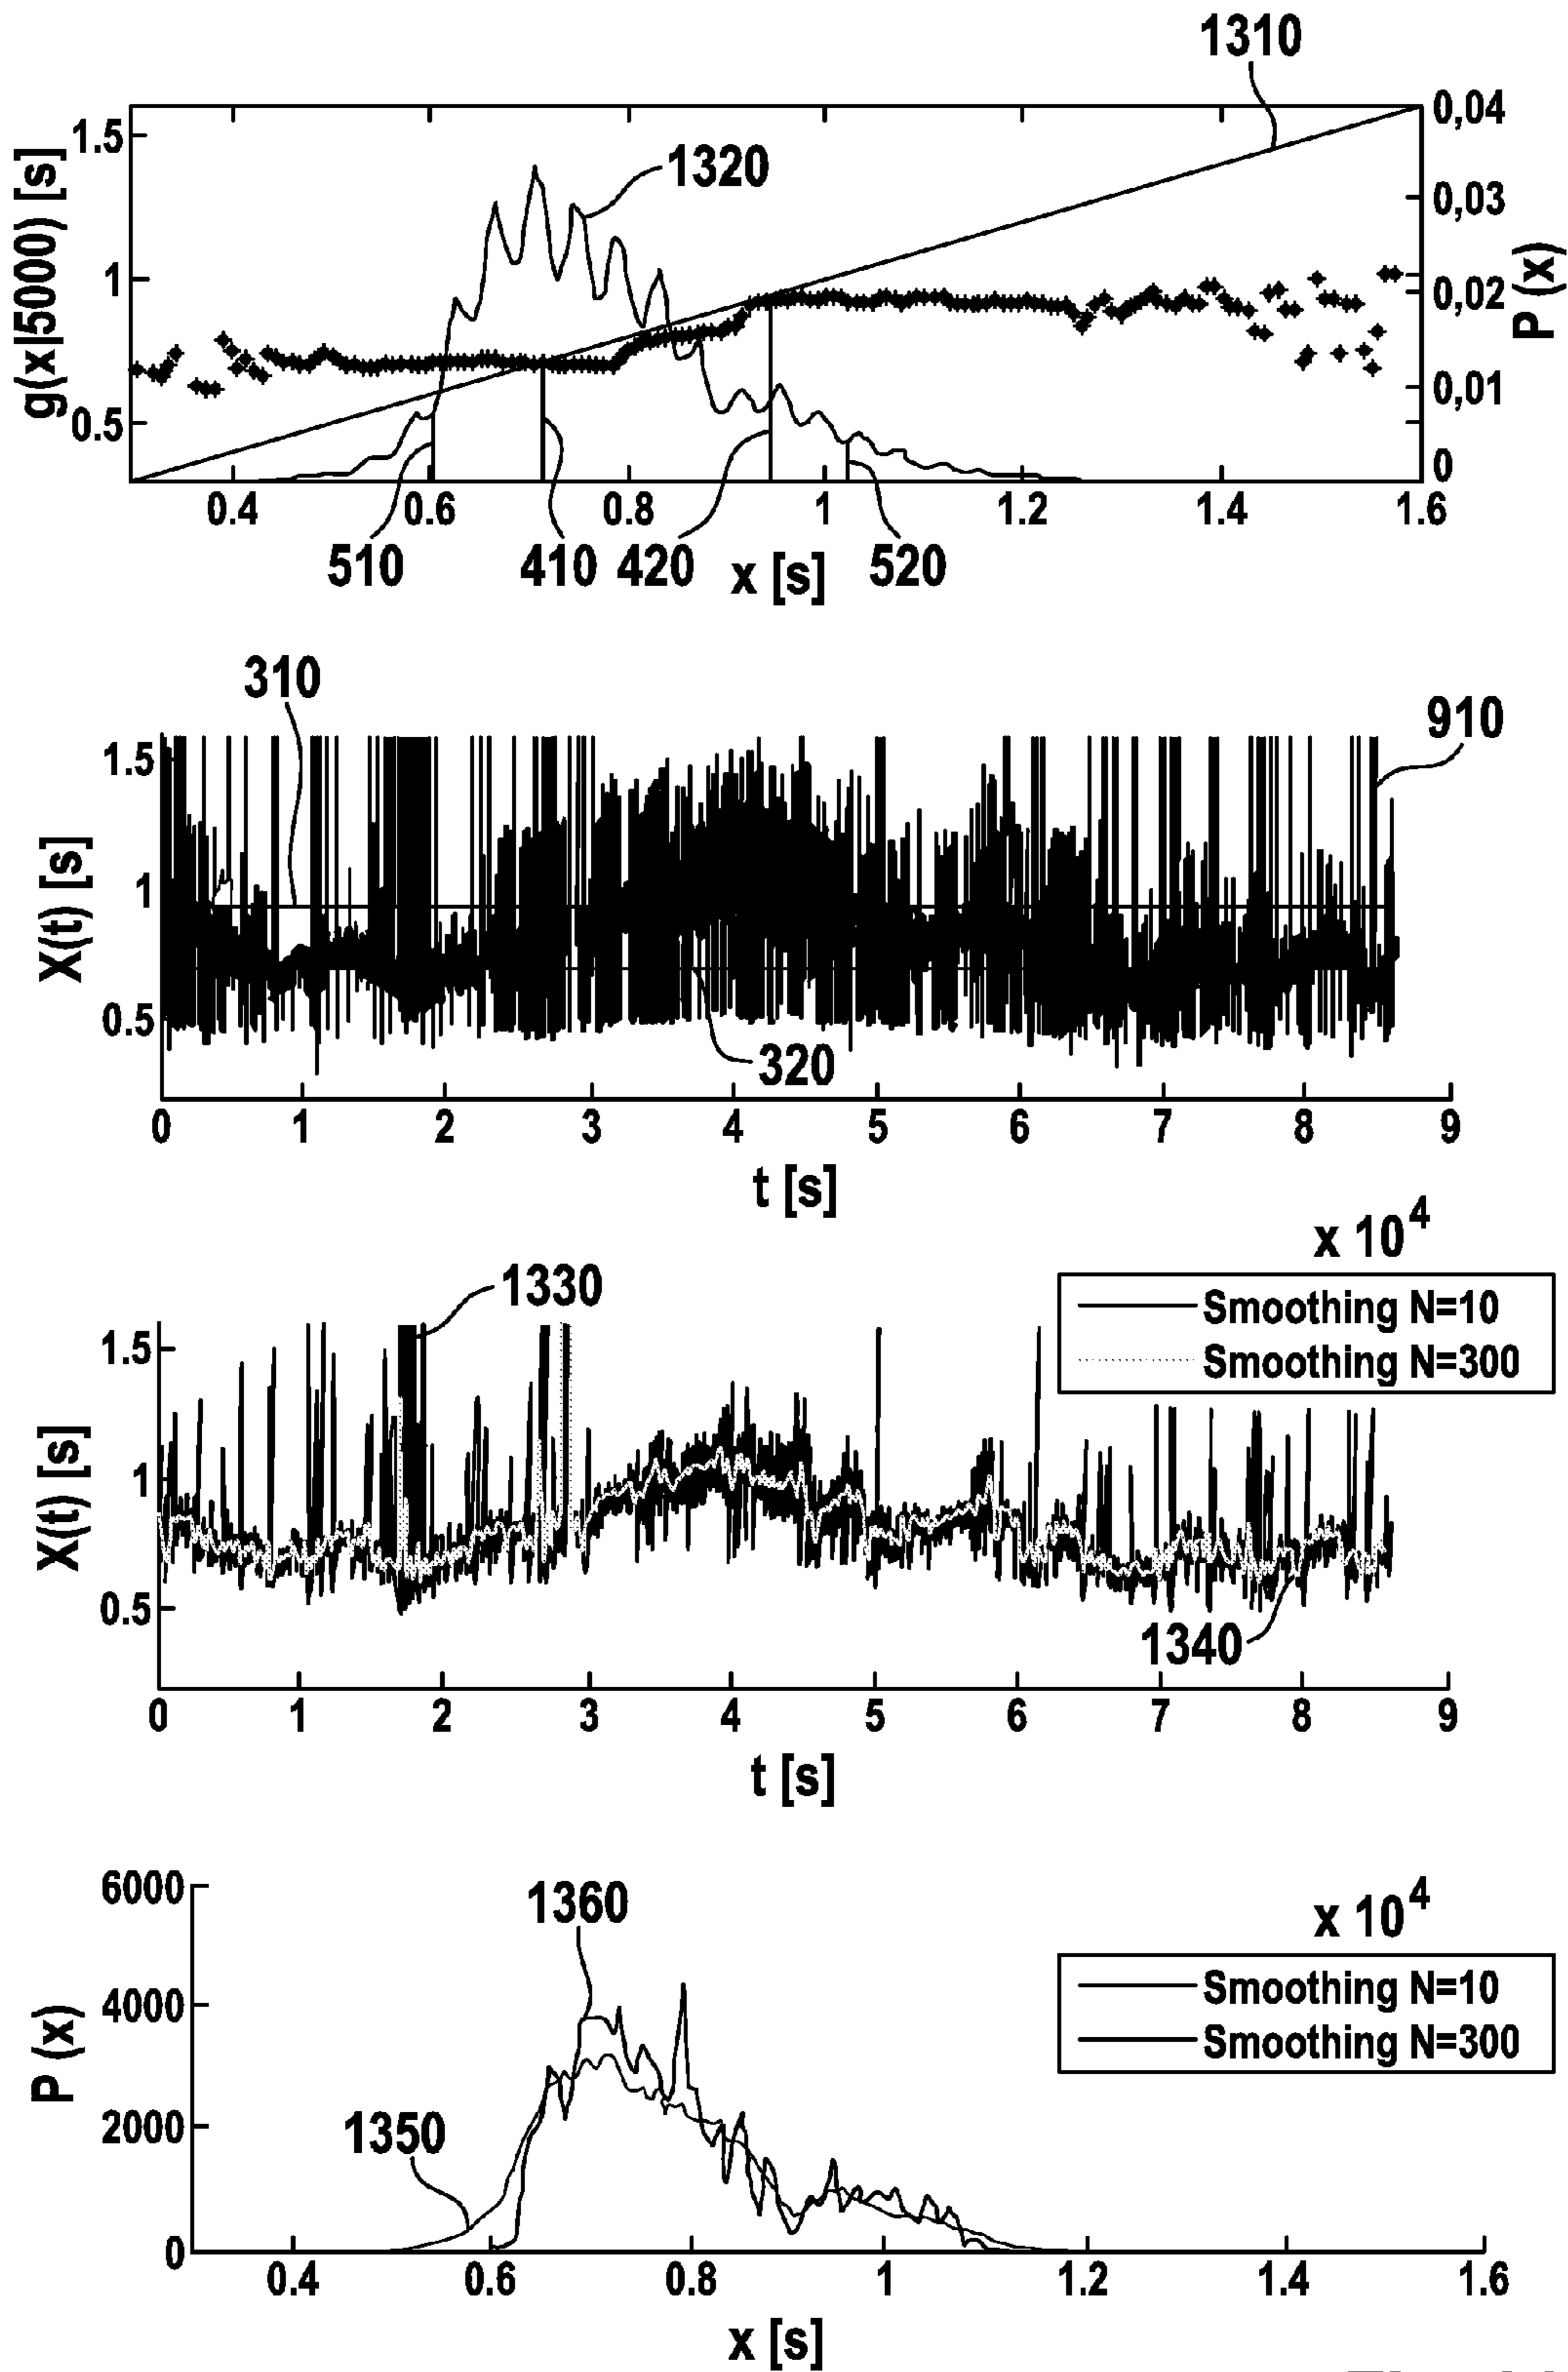 1310
1.5
1
0.5
g(x|5000) [s]
1320
0,04
0,03
0,02
0,01
0
P (x)
0.4 0.6 0.8 1 1.2 1.4 1.6
510 410 420 520
x [s]
310
910
1.5
1
0.5
X(t) [s]
320
0 1 2 3 4 5 6 7 8 9
t [s]
x 10^4
1330
Smoothing N=10
Smoothing N=300
1.5
1
0.5
X(t) [s]
1340
0 1 2 3 4 5 6 7 8 9
t [s]
x 10^4
6000
4000
2000
0
P (x)
1360
Smoothing N=10
Smoothing N=300
1350
0.4 0.6 0.8 1 1.2 1.4 1.6
x [s]